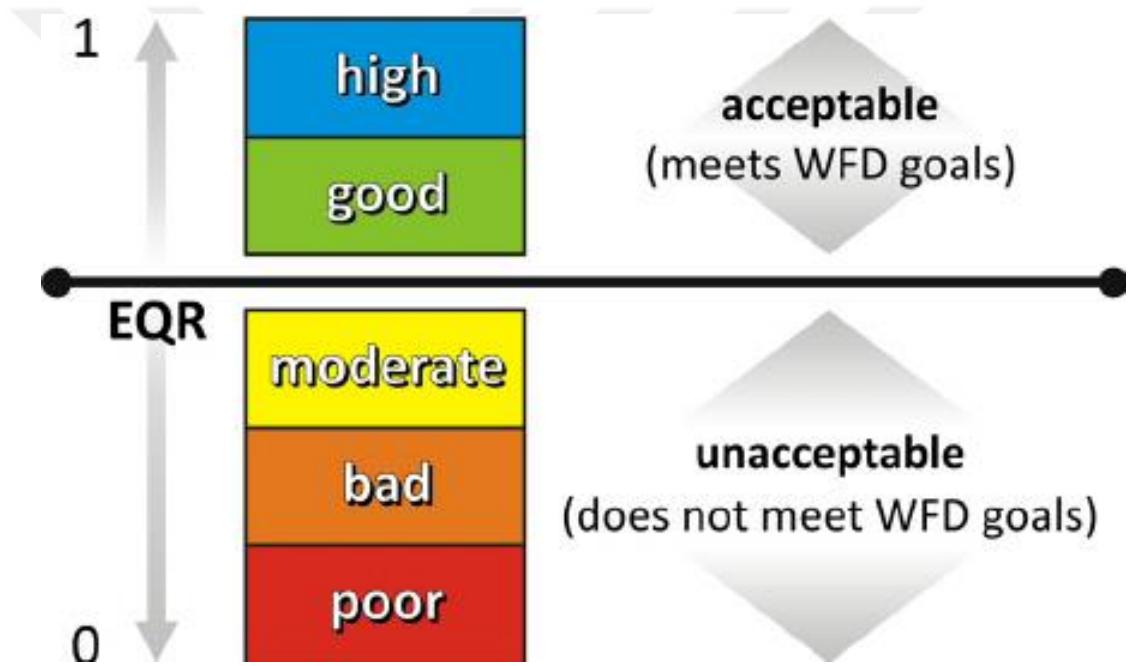 1
high
good
acceptable
(meets WFD goals)
EQR
moderate
bad
poor
unacceptable
(does not meet WFD goals)
0